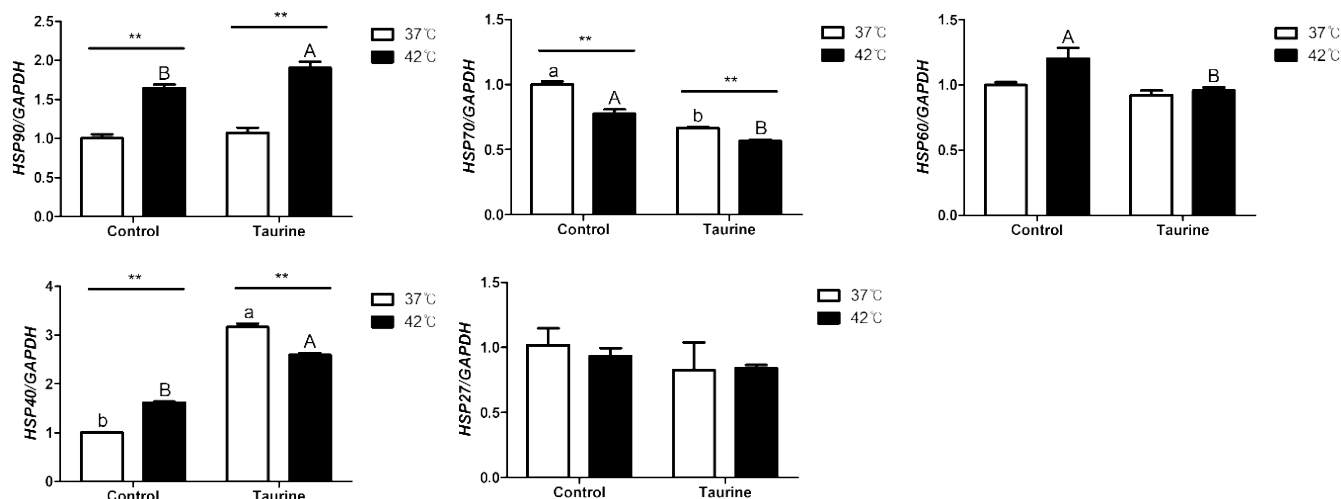 HSP90/GAPDH
2.5
2.0
1.5
1.0
0.5
0.0
**
**
B
A
Control
Taurine
37℃
42℃
HSP70/GAPDH
1.5
1.0
0.5
0.0
**
**
a
A
b
B
Control
Taurine
37℃
42℃
HSP60/GAPDH
1.5
1.0
0.5
0.0
A
B
Control
Taurine
37℃
42℃
HSP40/GAPDH
4
3
2
1
0
**
**
b
B
a
A
Control
Taurine
37℃
42℃
HSP27/GAPDH
1.5
1.0
0.5
0.0
Control
Taurine
37℃
42℃